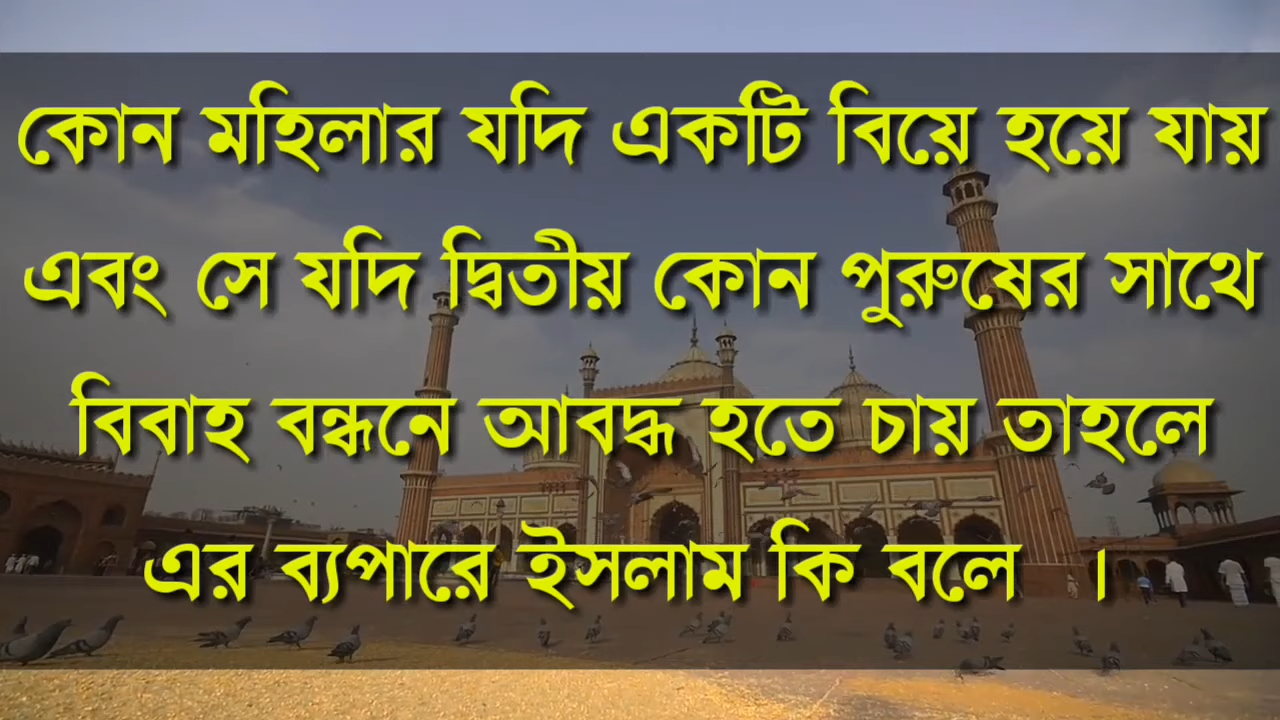 কোন মহিলার যদি একটি বিয়ে হয়ে যায়
এবং সে যদি দ্বিতীয় কোন পুরুষের সাথে
বিবাহ বন্ধনে আবদ্ধ হতে চায় তাহলে
এর ব্যপারে ইসলাম কি বলে ।